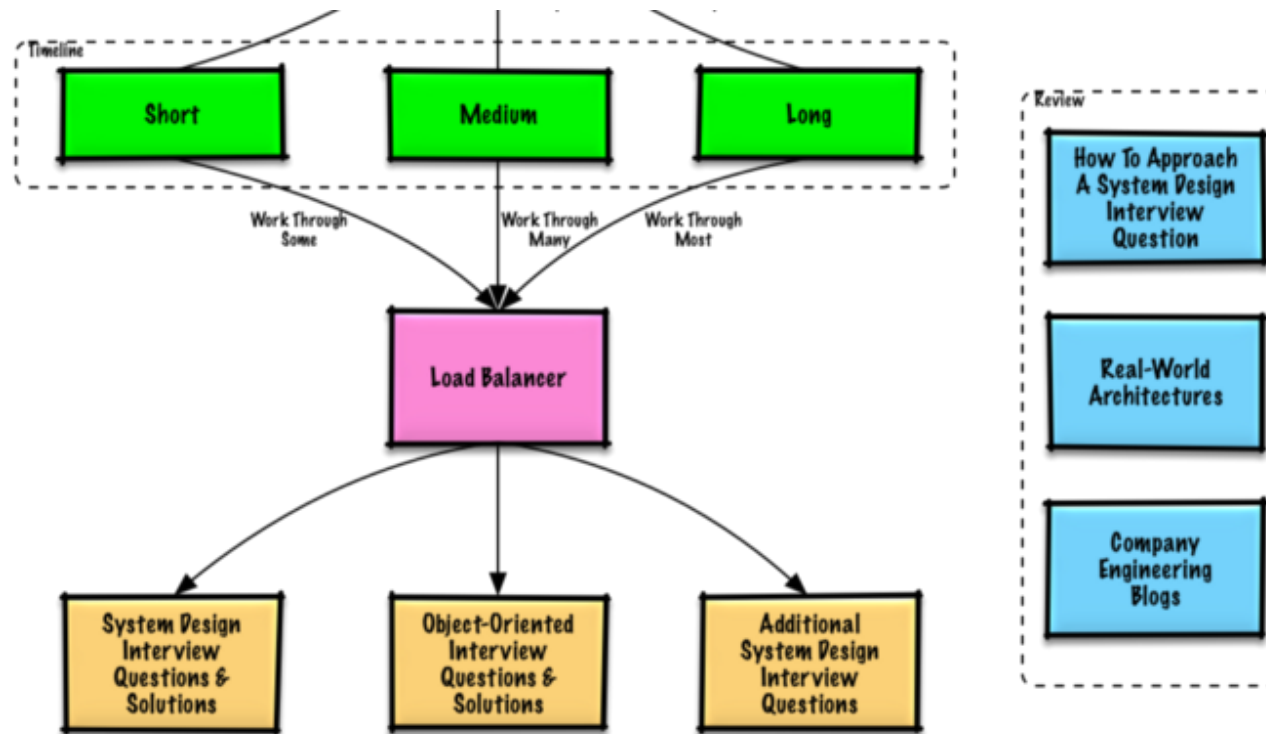 Timeline
Short
Medium
Long
Work Through
Some
Work Through
Many
Work Through
Most
Load Balancer
System Design
Interview
Questions &
Solutions
Object-Oriented
Interview
Questions &
Solutions
Additional
System Design
Interview
Questions
Review
How To Approach
A System Design
Interview
Question
Real-World
Architectures
Company
Engineering
Blogs